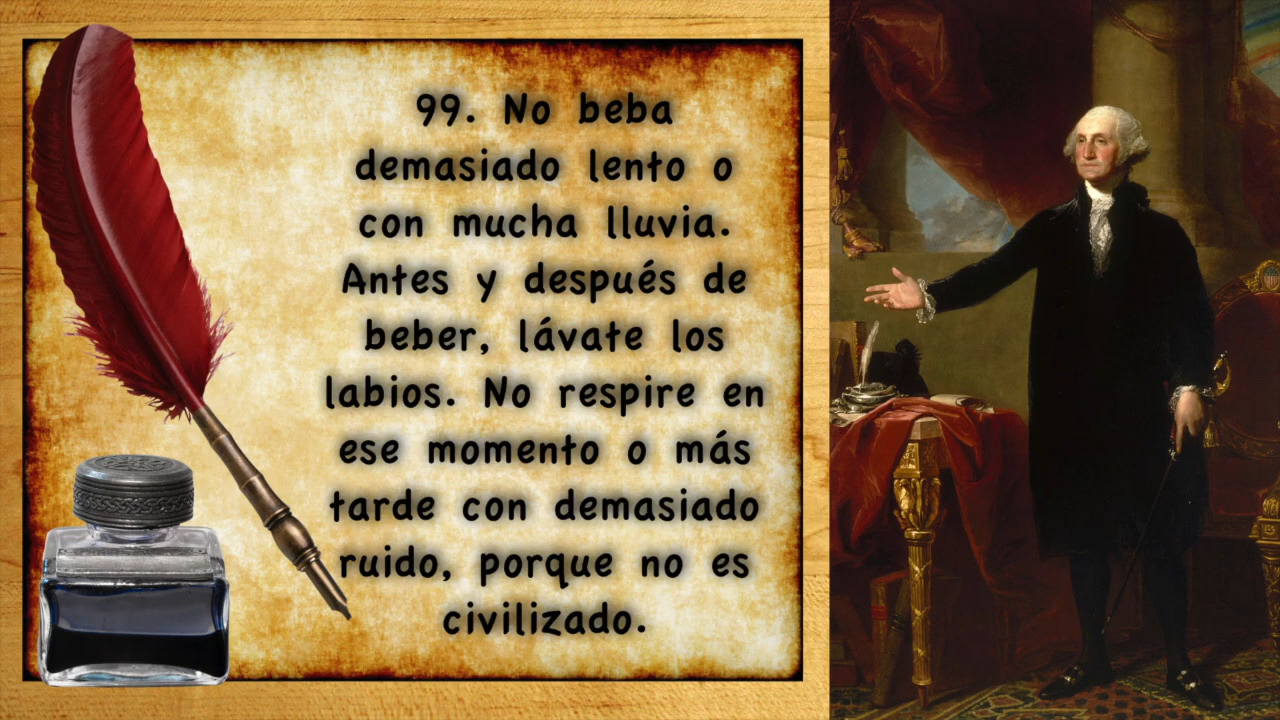 99. No beba
demasiado lento o
con mucha lluvia.
Antes y después de
beber, lávate los
labios. No respire en
ese momento o más
tarde con demasiado
ruido, porque no es
civilizado.